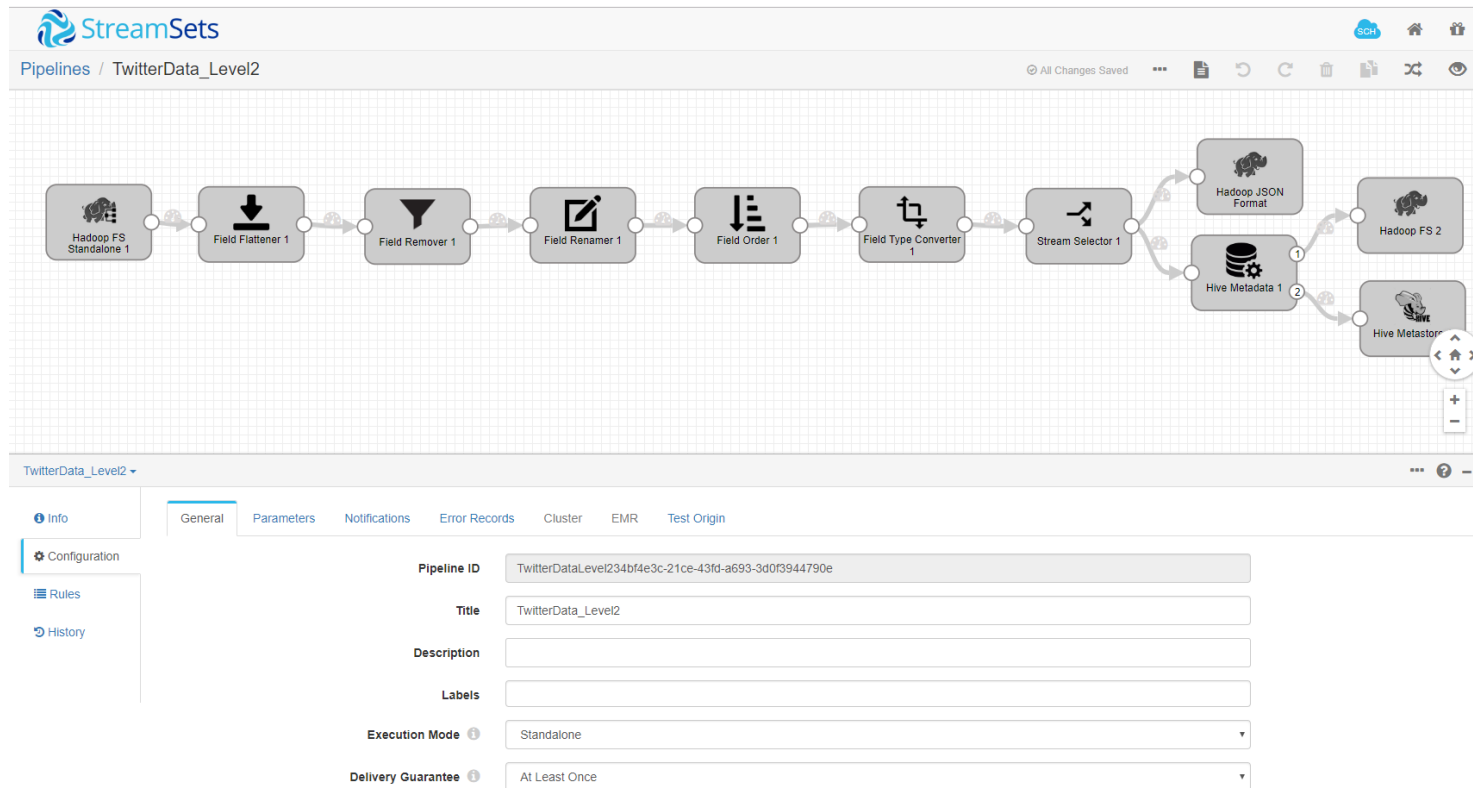 StreamSets
SCH
Pipelines / TwitterData_Level2
All Changes Saved
Hadoop FS
Standalone 1
Field Flattener 1
Field Remover 1
Field Renamer 1
Field Order 1
Field Type Converter
1
Stream Selector 1
Hadoop JSON
Format
Hive Metadata 1
1
2
Hadoop FS 2
HIVE
Hive Metastore
TwitterData_Level2
Info
General
Parameters
Notifications
Error Records
Cluster
EMR
Test Origin
Configuration
Rules
History
Pipeline ID
TwitterDataLevel234bf4e3c-21ce-43fd-a693-3d0f3944790e
Title
TwitterData_Level2
Description
Labels
Execution Mode
Standalone
Delivery Guarantee
At Least Once